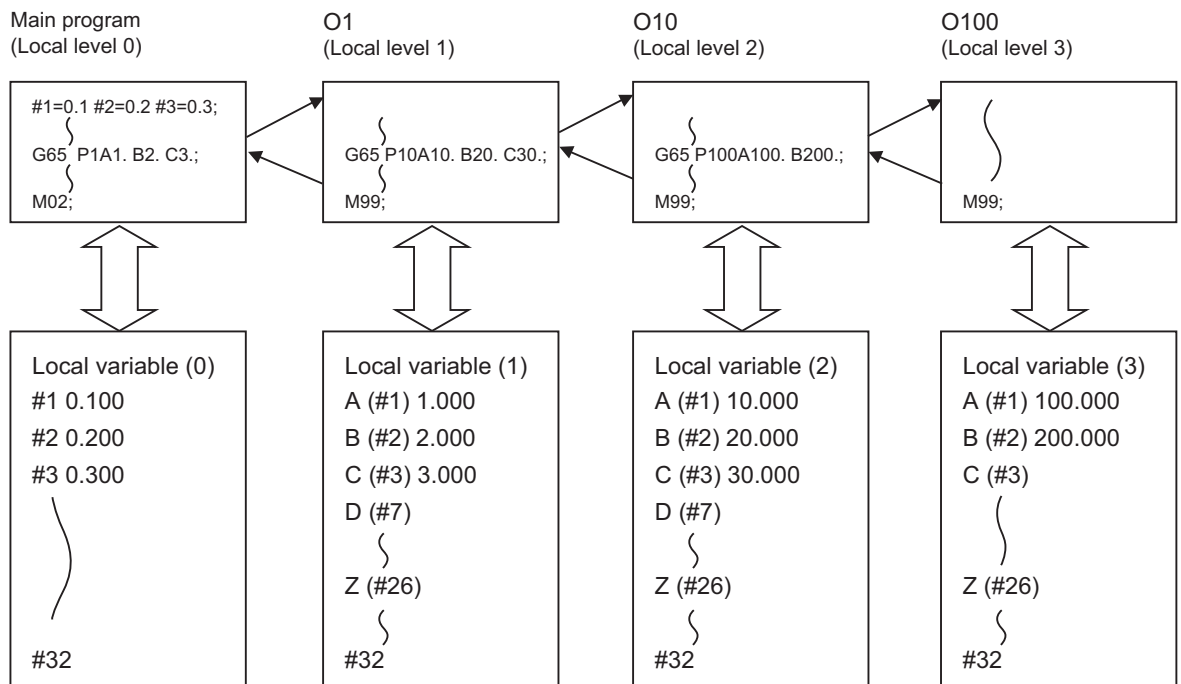 Main program
(Local level 0)
#1=0.1 #2=0.2 #3=0.3;
G65 P1A1. B2. C3.;
M02;
O1
(Local level 1)
G65 P10A10. B20. C30.;
M99;
O10
(Local level 2)
G65 P100A100. B200.;
M99;
O100
(Local level 3)
M99;
Local variable (0)
#1 0.100
#2 0.200
#3 0.300
#32
Local variable (1)
A (#1) 1.000
B (#2) 2.000
C (#3) 3.000
D (#7)
Z (#26)
#32
Local variable (2)
A (#1) 10.000
B (#2) 20.000
C (#3) 30.000
D (#7)
Z (#26)
#32
Local variable (3)
A (#1) 100.000
B (#2) 200.000
C (#3)
Z (#26)
#32